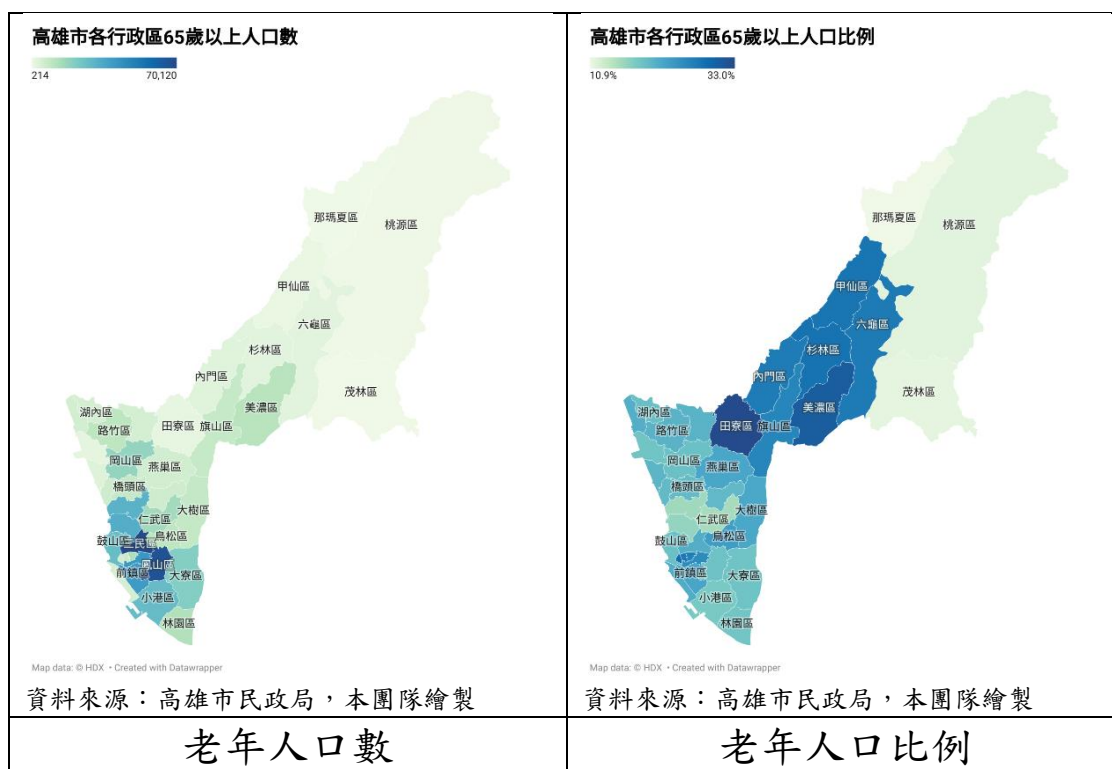 高雄市各行政區65歲以上人口數
214 70,120
那瑪夏區
桃源區
甲仙區
六龜區
杉林區
內門區
茂林區
美濃區
湖內區
田寮區
旗山區
路竹區
岡山區
燕巢區
橋頭區
大樹區
仁武區
鳥松區
鼓山區
三民區
鳳山區
前鎮區
大寮區
小港區
林園區
Map data: © HDX • Created with Datawrapper
資料來源：高雄市民政局，本團隊繪製
老年人口數
高雄市各行政區65歲以上人口比例
10.9% 33.0%
那瑪夏區
桃源區
甲仙區
六龜區
杉林區
內門區
茂林區
美濃區
湖內區
田寮區
旗山區
路竹區
岡山區
燕巢區
橋頭區
大樹區
仁武區
鳥松區
鼓山區
前鎮區
大寮區
小港區
林園區
Map data: © HDX • Created with Datawrapper
資料來源：高雄市民政局，本團隊繪製
老年人口比例